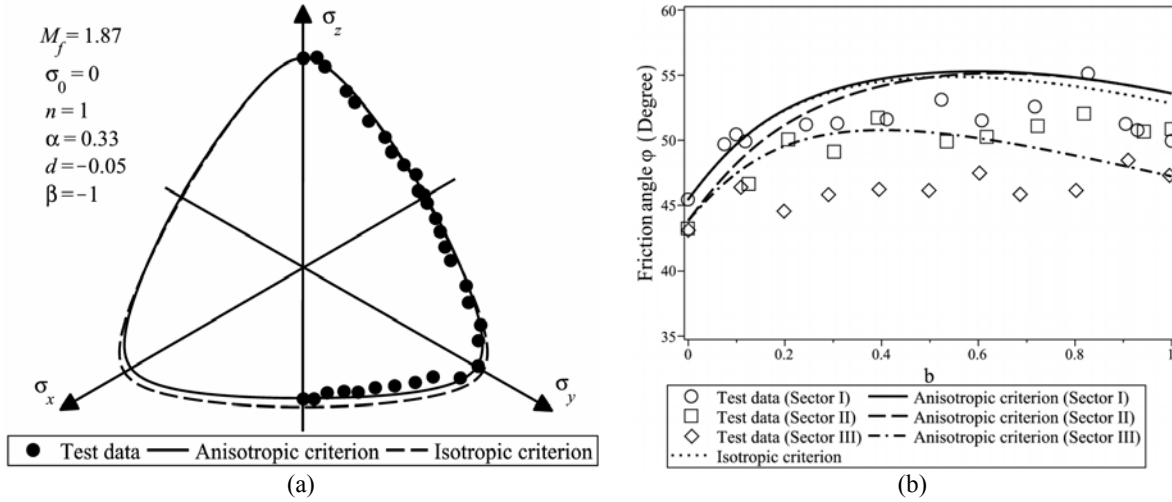 M_f = 1.87
σ_0 = 0
n = 1
α = 0.33
d = −0.05
β = −1
σ_z
σ_x
σ_y
Test data Anisotropic criterion Isotropic criterion
(a)
(b)
Friction angle φ (Degree)
60
55
50
45
40
35
0 0.2 0.4 0.6 0.8 1
b
Test data (Sector I) Anisotropic criterion (Sector I)
Test data (Sector II) Anisotropic criterion (Sector II)
Test data (Sector III) Anisotropic criterion (Sector III)
Isotropic criterion
(b)